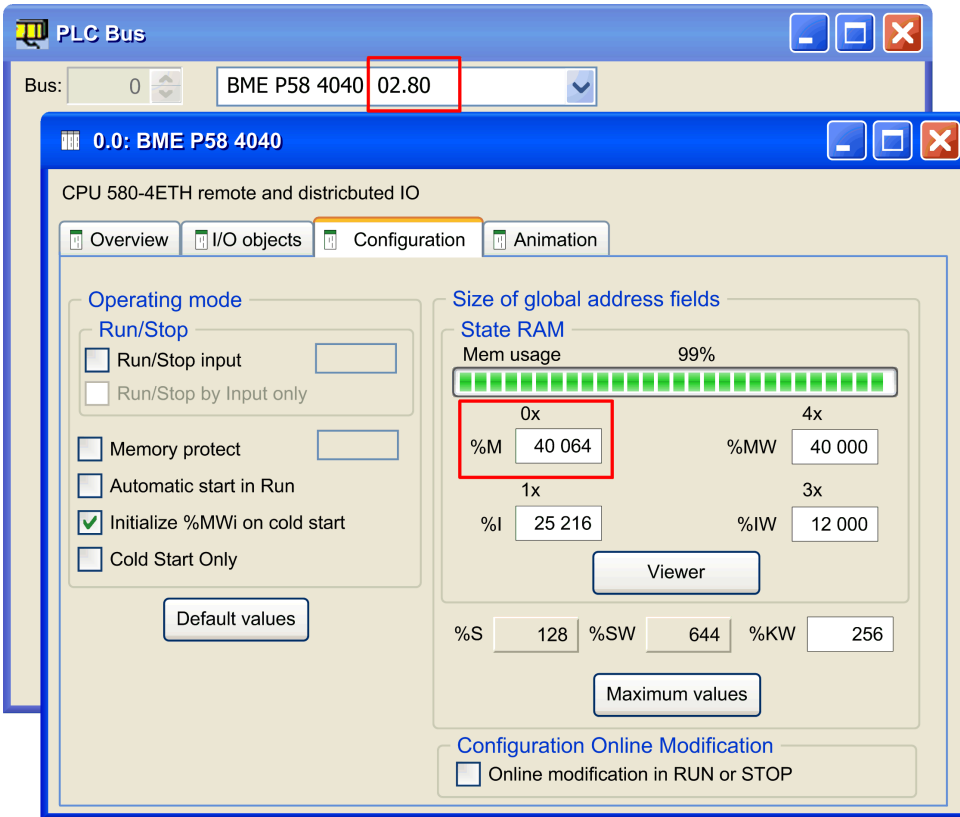 PLC Bus
Bus: 0 BME P58 4040 02.80
0.0: BME P58 4040
CPU 580-4ETH remote and districbuted IO
Overview I/O objects Configuration Animation
Operating mode
Run/Stop
Run/Stop input
Run/Stop by Input only
Memory protect
Automatic start in Run
Initialize %MWi on cold start
Cold Start Only
Default values
Size of global address fields
State RAM
Mem usage 99%
0x 4x
%M 40 064 %MW 40 000
1x 3x
%I 25 216 %IW 12 000
Viewer
%S 128 %SW 644 %KW 256
Maximum values
Configuration Online Modification
Online modification in RUN or STOP